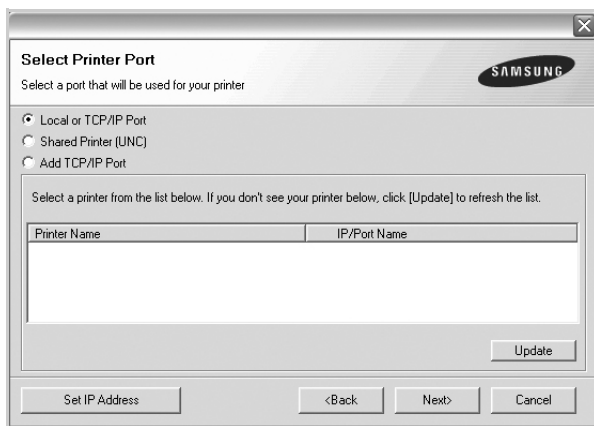 Select Printer Port
Select a port that will be used for your printer
SAMSUNG
Local or TCP/IP Port
Shared Printer (UNC)
Add TCP/IP Port
Select a printer from the list below. If you don't see your printer below, click [Update] to refresh the list.
Printer Name IP/Port Name
Update
Set IP Address <Back Next> Cancel